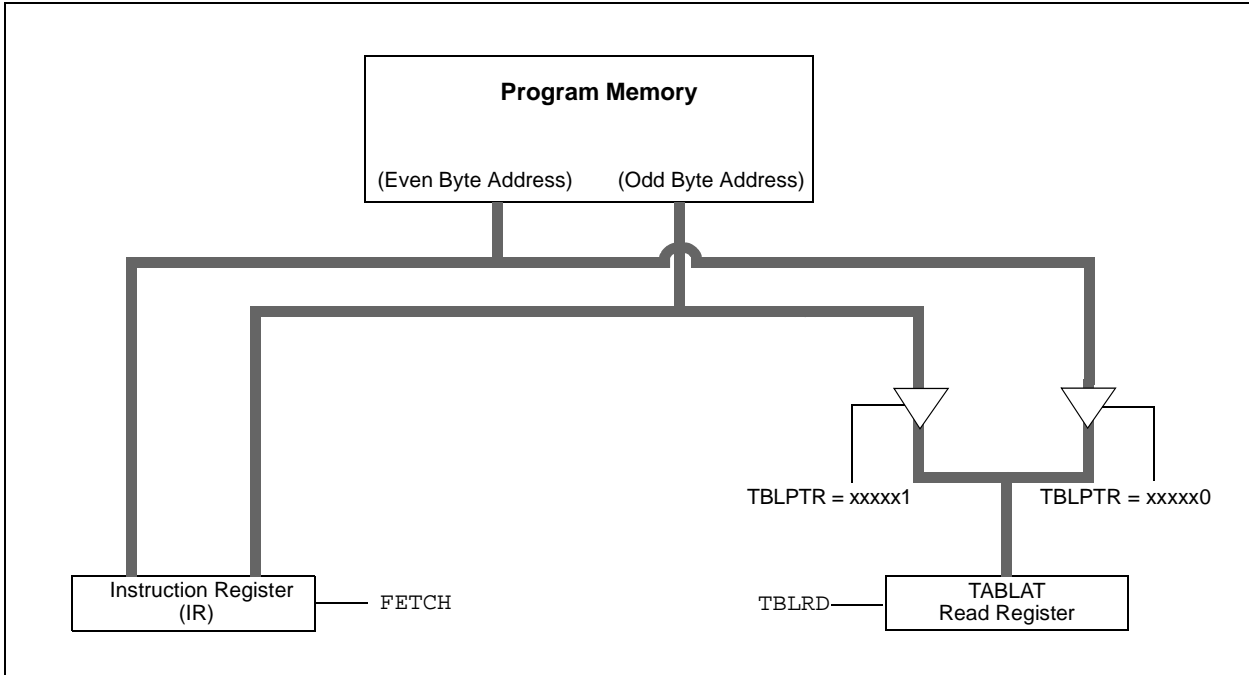 Program Memory
(Even Byte Address) (Odd Byte Address)
TBLPTR = xxxxx1 TBLPTR = xxxxx0
Instruction Register
(IR)
FETCH
TBLRD
TABLAT
Read Register